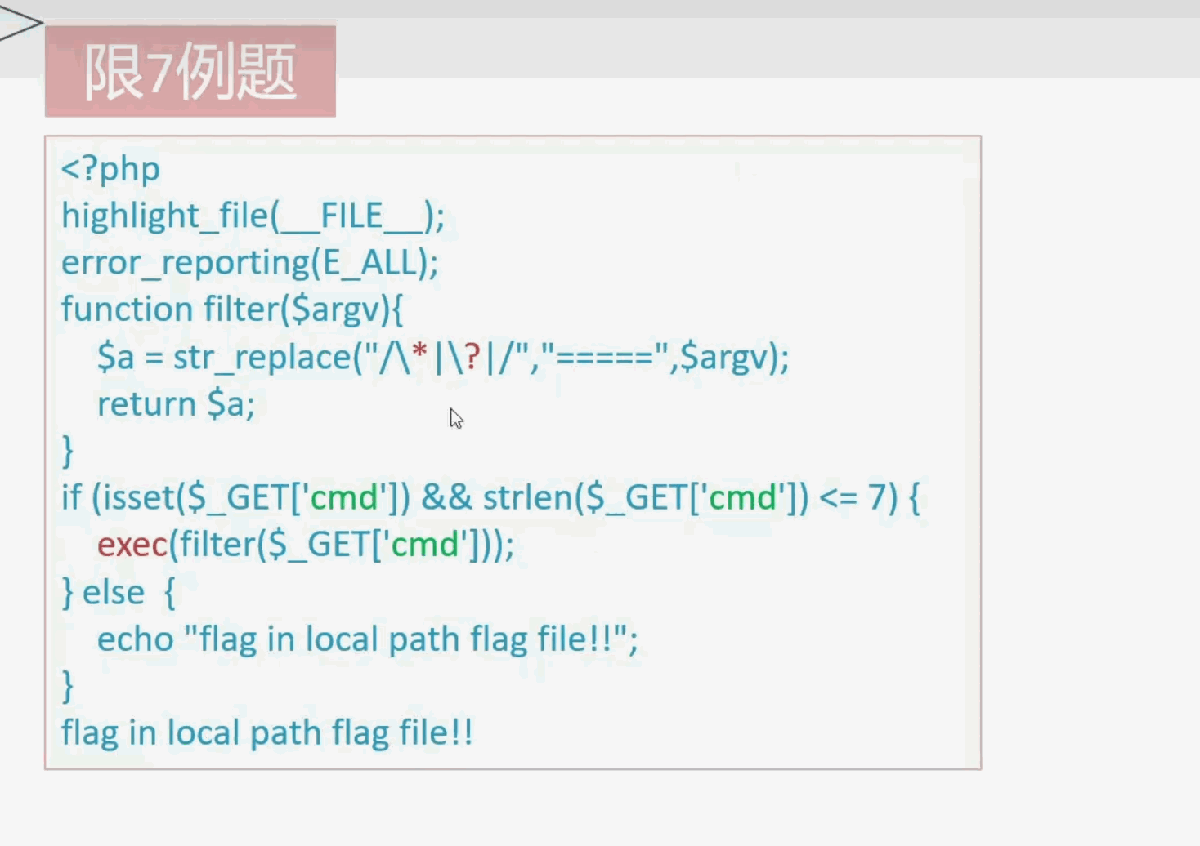 限7例题
<?php
highlight_file(__FILE__);
error_reporting(E_ALL);
function filter($argv){
$a = str_replace("/\*|\?|/","=====",$argv);
return $a;
}
if (isset($_GET['cmd']) && strlen($_GET['cmd']) <= 7) {
exec(filter($_GET['cmd']));
} else {
echo "flag in local path flag file!!";
}
flag in local path flag file!!